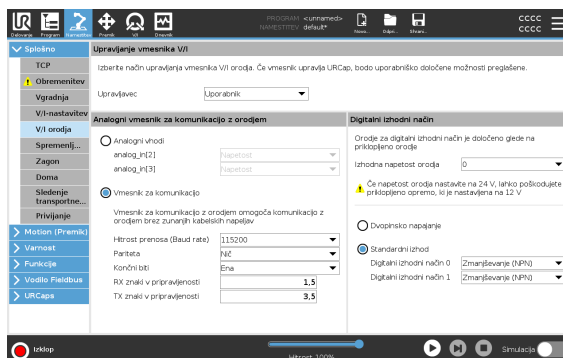 PROGRAM <unnamed>
NAMESTITEV default*
Delovanje Program Namestitev Premik V/I Dnevnik
Novo... Odpri... Shrani...
CCCC
CCCC
Splošno
TCP
Obremenitev
Vgradnja
V/I-nastavitev
V/I orodja
Spremenlj...
Zagon
Doma
Sledenje
transportne...
Privijanje
Motion (Premik)
Varnost
Funkcije
Vodilo Fieldbus
URCaps
Upravljanje vmesnika V/I
Izberite način upravljanja vmesnika V/I orodja. Če vmesnik upravlja URCap, bodo uporabniško določene možnosti preglašene.
Upravljavec Uporabnik
Analogni vmesnik za komunikacijo z orodjem
Analogni vhodi
analog_in[2] Napetost
analog_in[3] Napetost
Vmesnik za komunikacijo
Vmesnik za komunikacijo z orodjem omogoča komunikacijo z
orodjem brez zunanjih kabelskih napeljav
Hitrost prenosa (Baud rate) 115200
Pariteta Nič
Končni biti Ena
RX znaki v pripravljenosti 1,5
TX znaki v pripravljenosti 3,5
Digitalni izhodni način
Orodje za digitalni izhodni način je določeno glede na
priklopljeno orodje
Izhodna napetost orodja 0
Če napetost orodja nastavite na 24 V, lahko poškodujete
priklopljeno opremo, ki je nastavljena na 12 V
Dvopinsko napajanje
Standardni izhod
Digitalni izhodni način 0 Zmanjševanje (NPN)
Digitalni izhodni način 1 Zmanjševanje (NPN)
Izklop
Hitrost 100%
Simulacija